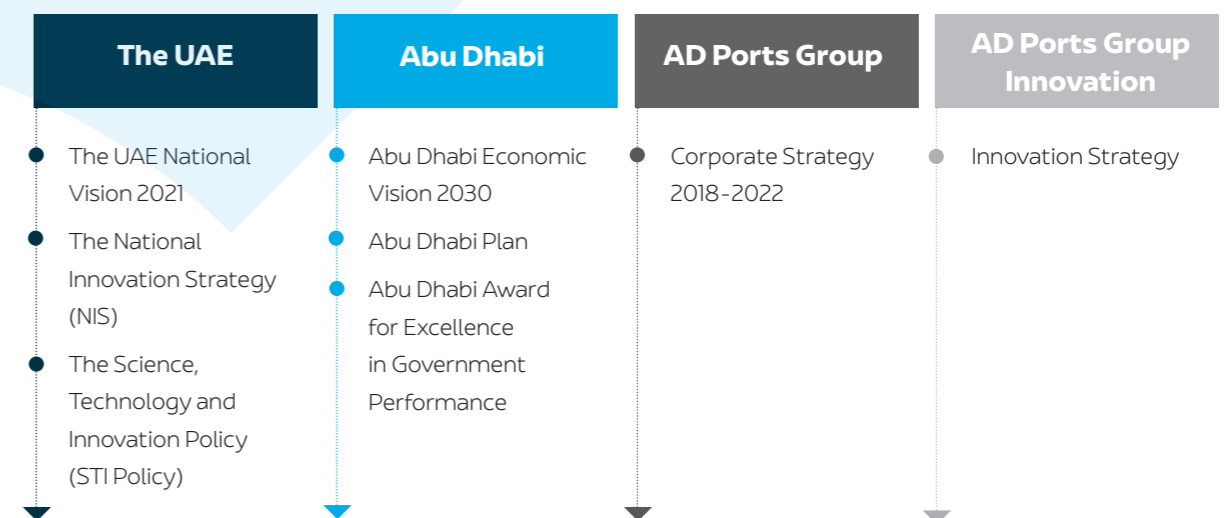 The UAE
The UAE National
Vision 2021
The National
Innovation Strategy
(NIS)
The Science,
Technology and
Innovation Policy
(STI Policy)
Abu Dhabi
Abu Dhabi Economic
Vision 2030
Abu Dhabi Plan
Abu Dhabi Award
for Excellence
in Government
Performance
AD Ports Group
Corporate Strategy
2018-2022
AD Ports Group
Innovation
Innovation Strategy